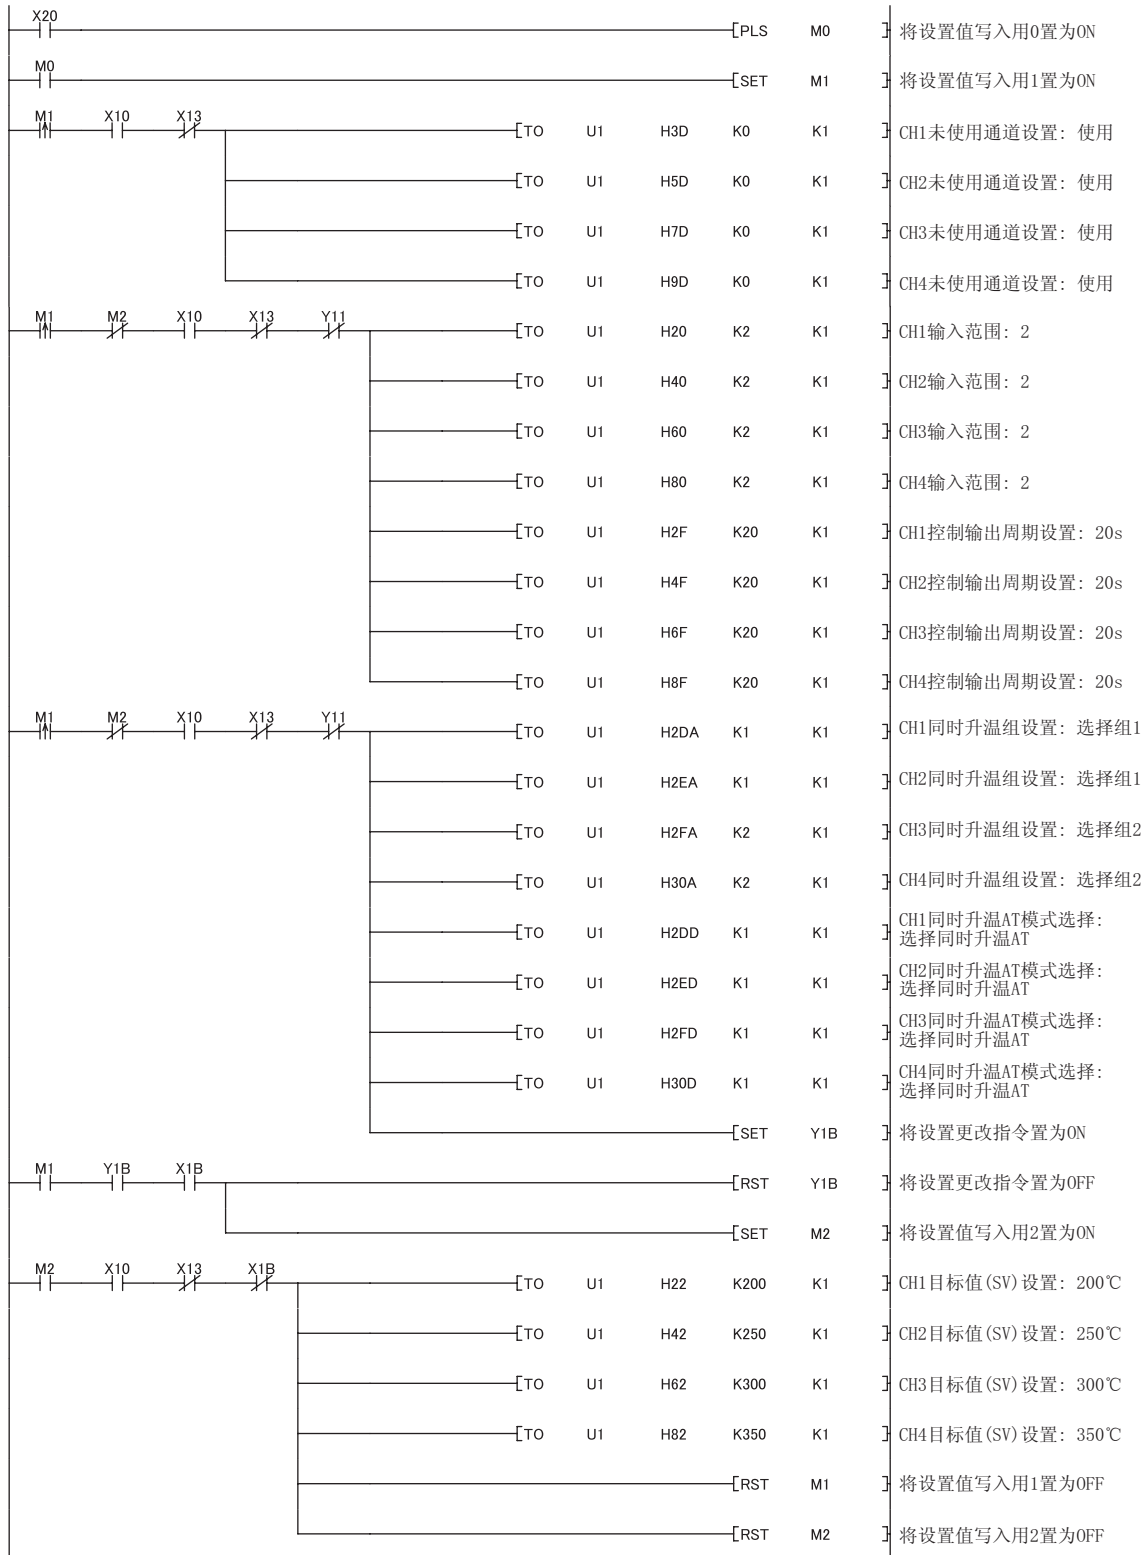 X20
[PLS M0 ] 将设置值写入用0置为ON
M0
[SET M1 ] 将设置值写入用1置为ON
M1 X10 X13
[TO U1 H3D K0 K1 ] CH1未使用通道设置: 使用
[TO U1 H5D K0 K1 ] CH2未使用通道设置: 使用
[TO U1 H7D K0 K1 ] CH3未使用通道设置: 使用
[TO U1 H9D K0 K1 ] CH4未使用通道设置: 使用
M1 M2 X10 X13 Y11
[TO U1 H20 K2 K1 ] CH1输入范围: 2
[TO U1 H40 K2 K1 ] CH2输入范围: 2
[TO U1 H60 K2 K1 ] CH3输入范围: 2
[TO U1 H80 K2 K1 ] CH4输入范围: 2
[TO U1 H2F K20 K1 ] CH1控制输出周期设置: 20s
[TO U1 H4F K20 K1 ] CH2控制输出周期设置: 20s
[TO U1 H6F K20 K1 ] CH3控制输出周期设置: 20s
[TO U1 H8F K20 K1 ] CH4控制输出周期设置: 20s
M1 M2 X10 X13 Y11
[TO U1 H2DA K1 K1 ] CH1同时升温组设置: 选择组1
[TO U1 H2EA K1 K1 ] CH2同时升温组设置: 选择组1
[TO U1 H2FA K2 K1 ] CH3同时升温组设置: 选择组2
[TO U1 H30A K2 K1 ] CH4同时升温组设置: 选择组2
[TO U1 H2DD K1 K1 ] CH1同时升温AT模式选择:
选择同时升温AT
[TO U1 H2ED K1 K1 ] CH2同时升温AT模式选择:
选择同时升温AT
[TO U1 H2FD K1 K1 ] CH3同时升温AT模式选择:
选择同时升温AT
[TO U1 H30D K1 K1 ] CH4同时升温AT模式选择:
选择同时升温AT
[SET Y1B ] 将设置更改指令置为ON
M1 Y1B X1B
[RST Y1B ] 将设置更改指令置为OFF
[SET M2 ] 将设置值写入用2置为ON
M2 X10 X13 X1B
[TO U1 H22 K200 K1 ] CH1目标值(SV)设置: 200℃
[TO U1 H42 K250 K1 ] CH2目标值(SV)设置: 250℃
[TO U1 H62 K300 K1 ] CH3目标值(SV)设置: 300℃
[TO U1 H82 K350 K1 ] CH4目标值(SV)设置: 350℃
[RST M1 ] 将设置值写入用1置为OFF
[RST M2 ] 将设置值写入用2置为OFF